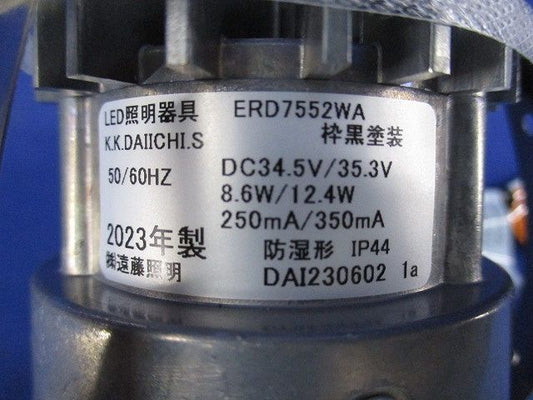 LED照明器具 ERD7552WA
K.K.DAIICHI.S 枠黒塗装
50/60HZ DC34.5V/35.3V
8.6W/12.4W
250mA/350mA
2023年製 防湿形 IP44
㈱遠藤照明 DAI230602 1a